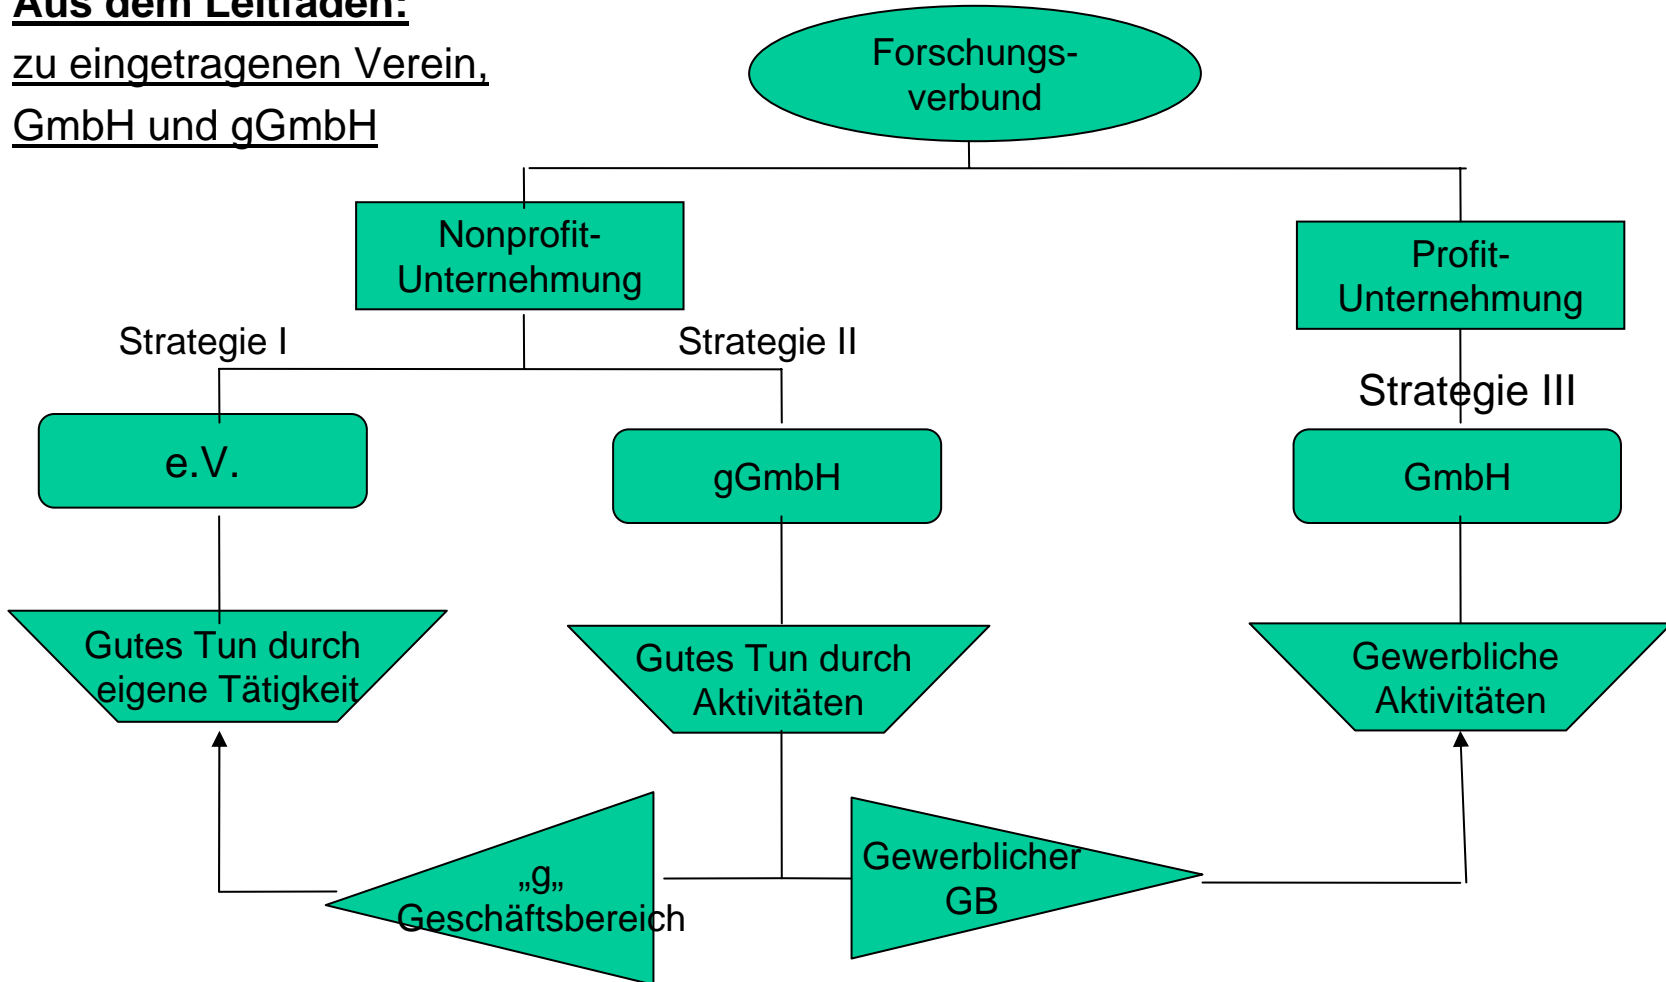 Aus dem Leitfaden:
zu eingetragenen Verein,
GmbH und gGmbH
Forschungs-
verbund
Nonprofit-
Unternehmung
Profit-
Unternehmung
Strategie I
Strategie II
Strategie III
e.V.
gGmbH
GmbH
Gutes Tun durch
eigene Tätigkeit
Gutes Tun durch
Aktivitäten
Gewerbliche
Aktivitäten
„g„
Geschäftsbereich
Gewerblicher
GB